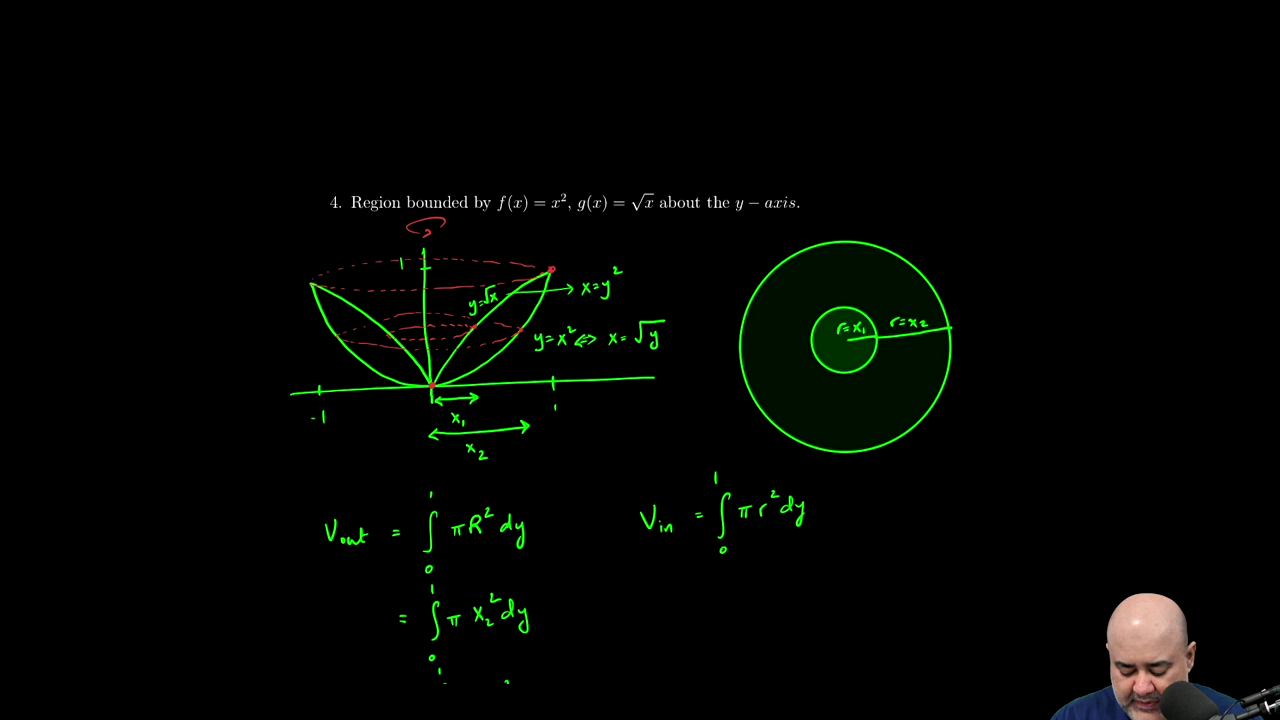 4. Region bounded by f(x) = x², g(x) = √x about the y − axis.
1
y=√x
x=y²
y=x² ⇔ x=√y
r=x₁
r=x₂
-1
1
x₁
x₂
V_out = ∫₀¹ πR² dy
V_in = ∫₀¹ πr² dy
= ∫₀¹ π x₂² dy